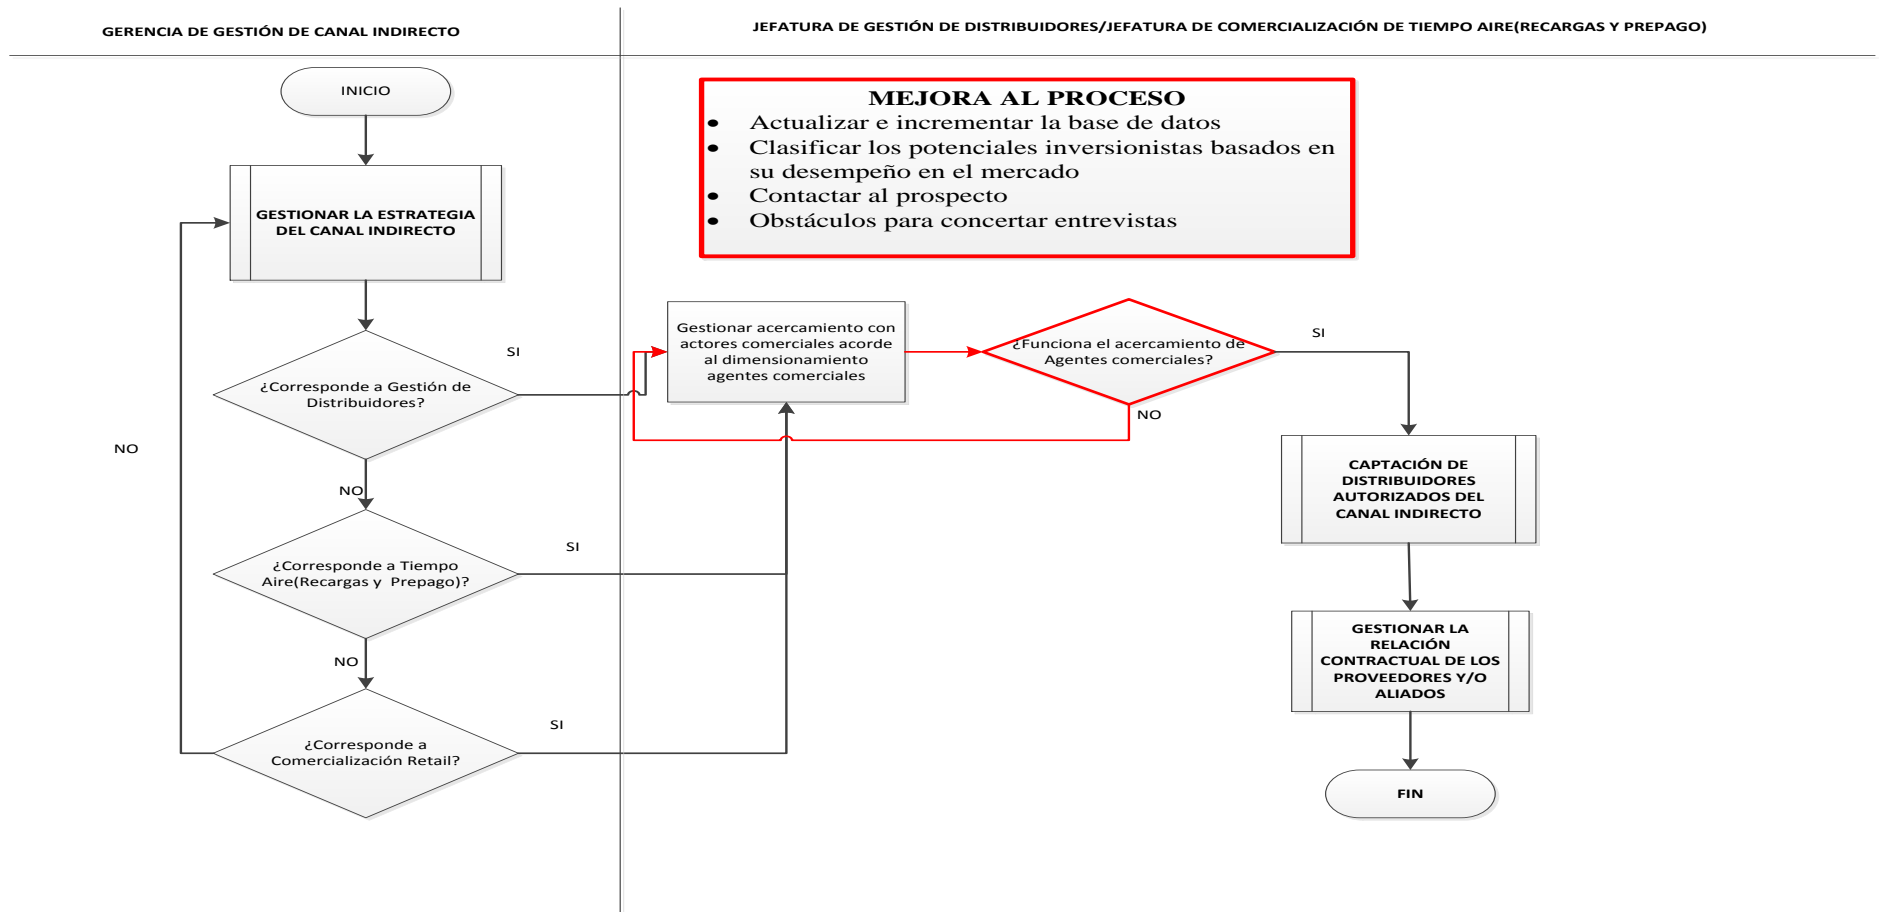 GERENCIA DE GESTIÓN DE CANAL INDIRECTO
JEFATURA DE GESTIÓN DE DISTRIBUIDORES/JEFATURA DE COMERCIALIZACIÓN DE TIEMPO AIRE(RECARGAS Y PREPAGO)
INICIO
MEJORA AL PROCESO
• Actualizar e incrementar la base de datos
• Clasificar los potenciales inversionistas basados en
su desempeño en el mercado
• Contactar al prospecto
• Obstáculos para concertar entrevistas
GESTIONAR LA ESTRATEGIA
DEL CANAL INDIRECTO
¿Corresponde a Gestión de
Distribuidores?
SI
NO
NO
¿Corresponde a Tiempo
Aire(Recargas y Prepago)?
SI
NO
¿Corresponde a
Comercialización Retail?
SI
Gestionar acercamiento con
actores comerciales acorde
al dimensionamiento
agentes comerciales
¿Funciona el acercamiento de
Agentes comerciales?
SI
NO
CAPTACIÓN DE
DISTRIBUIDORES
AUTORIZADOS DEL
CANAL INDIRECTO
GESTIONAR LA
RELACIÓN
CONTRACTUAL DE LOS
PROVEEDORES Y/O
ALIADOS
FIN